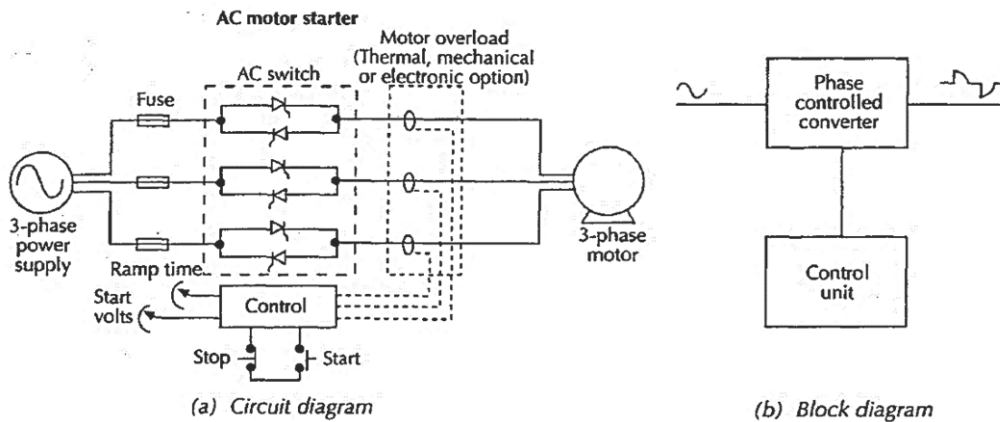 AC motor starter
Motor overload
(Thermal, mechanical
or electronic option)
AC switch
Fuse
3-phase
power
supply
3-phase
motor
Ramp time
Start
volts
Control
Stop
Start
(a) Circuit diagram
Phase
controlled
converter
Control
unit
(b) Block diagram